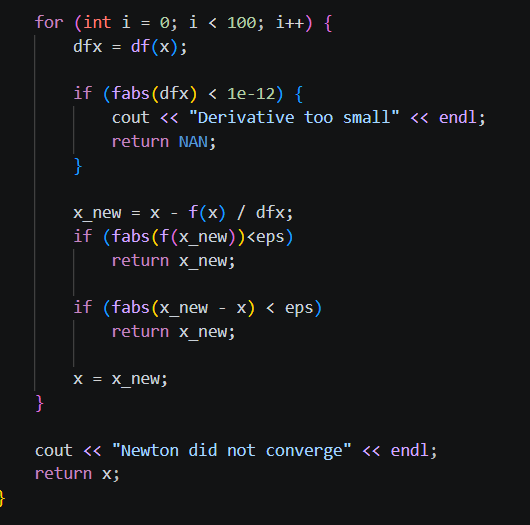 for (int i = 0; i < 100; i++) {
dfx = df(x);
if (fabs(dfx) < 1e-12) {
cout << "Derivative too small" << endl;
return NAN;
}
x_new = x - f(x) / dfx;
if (fabs(f(x_new))<eps)
return x_new;
if (fabs(x_new - x) < eps)
return x_new;
x = x_new;
}
cout << "Newton did not converge" << endl;
return x;
}